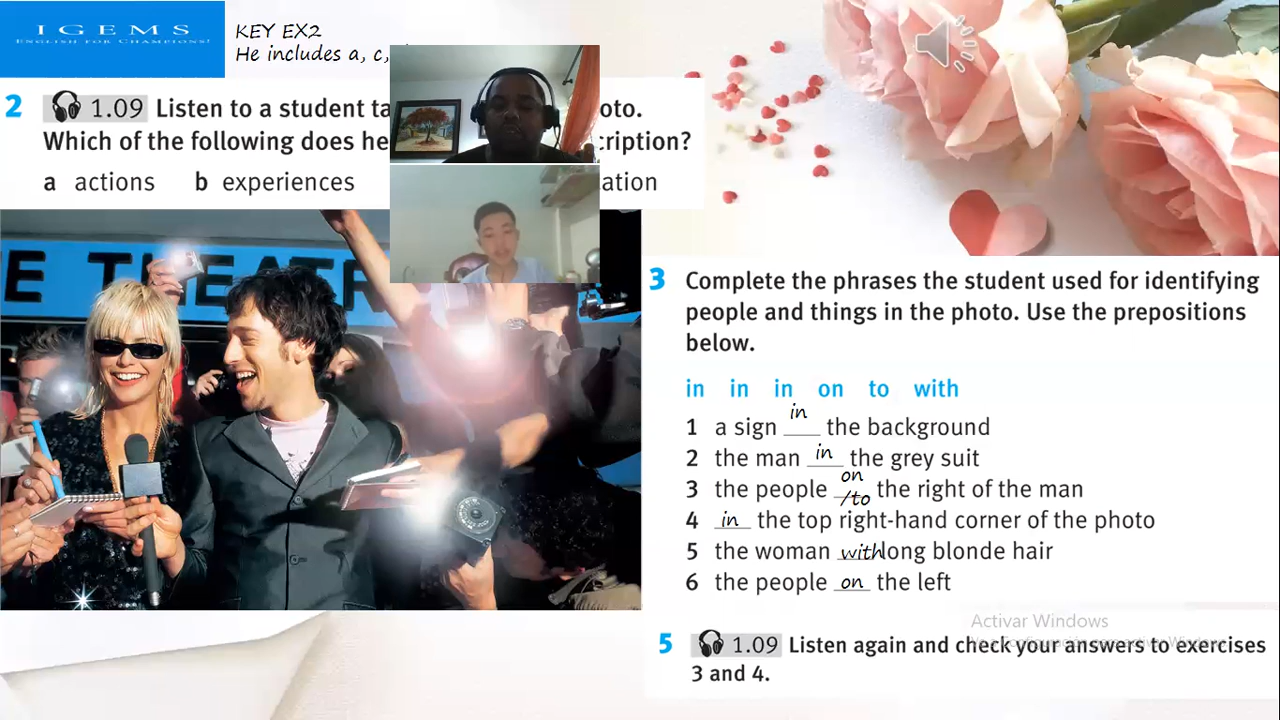 IGEMS
ENGLISH FOR CHAMPIONS!
KEY EX2
He includes a, c,
2 1.09 Listen to a student ta oto.
Which of the following does he cription?
a actions b experiences ation
E THEATR
3 Complete the phrases the student used for identifying
people and things in the photo. Use the prepositions
below.
in in in on to with
1 a sign in the background
2 the man in the grey suit
3 the people on /to the right of the man
4 in the top right-hand corner of the photo
5 the woman with long blonde hair
6 the people on the left
Activar Windows
5 1.09 Listen again and check your answers to exercises
3 and 4.